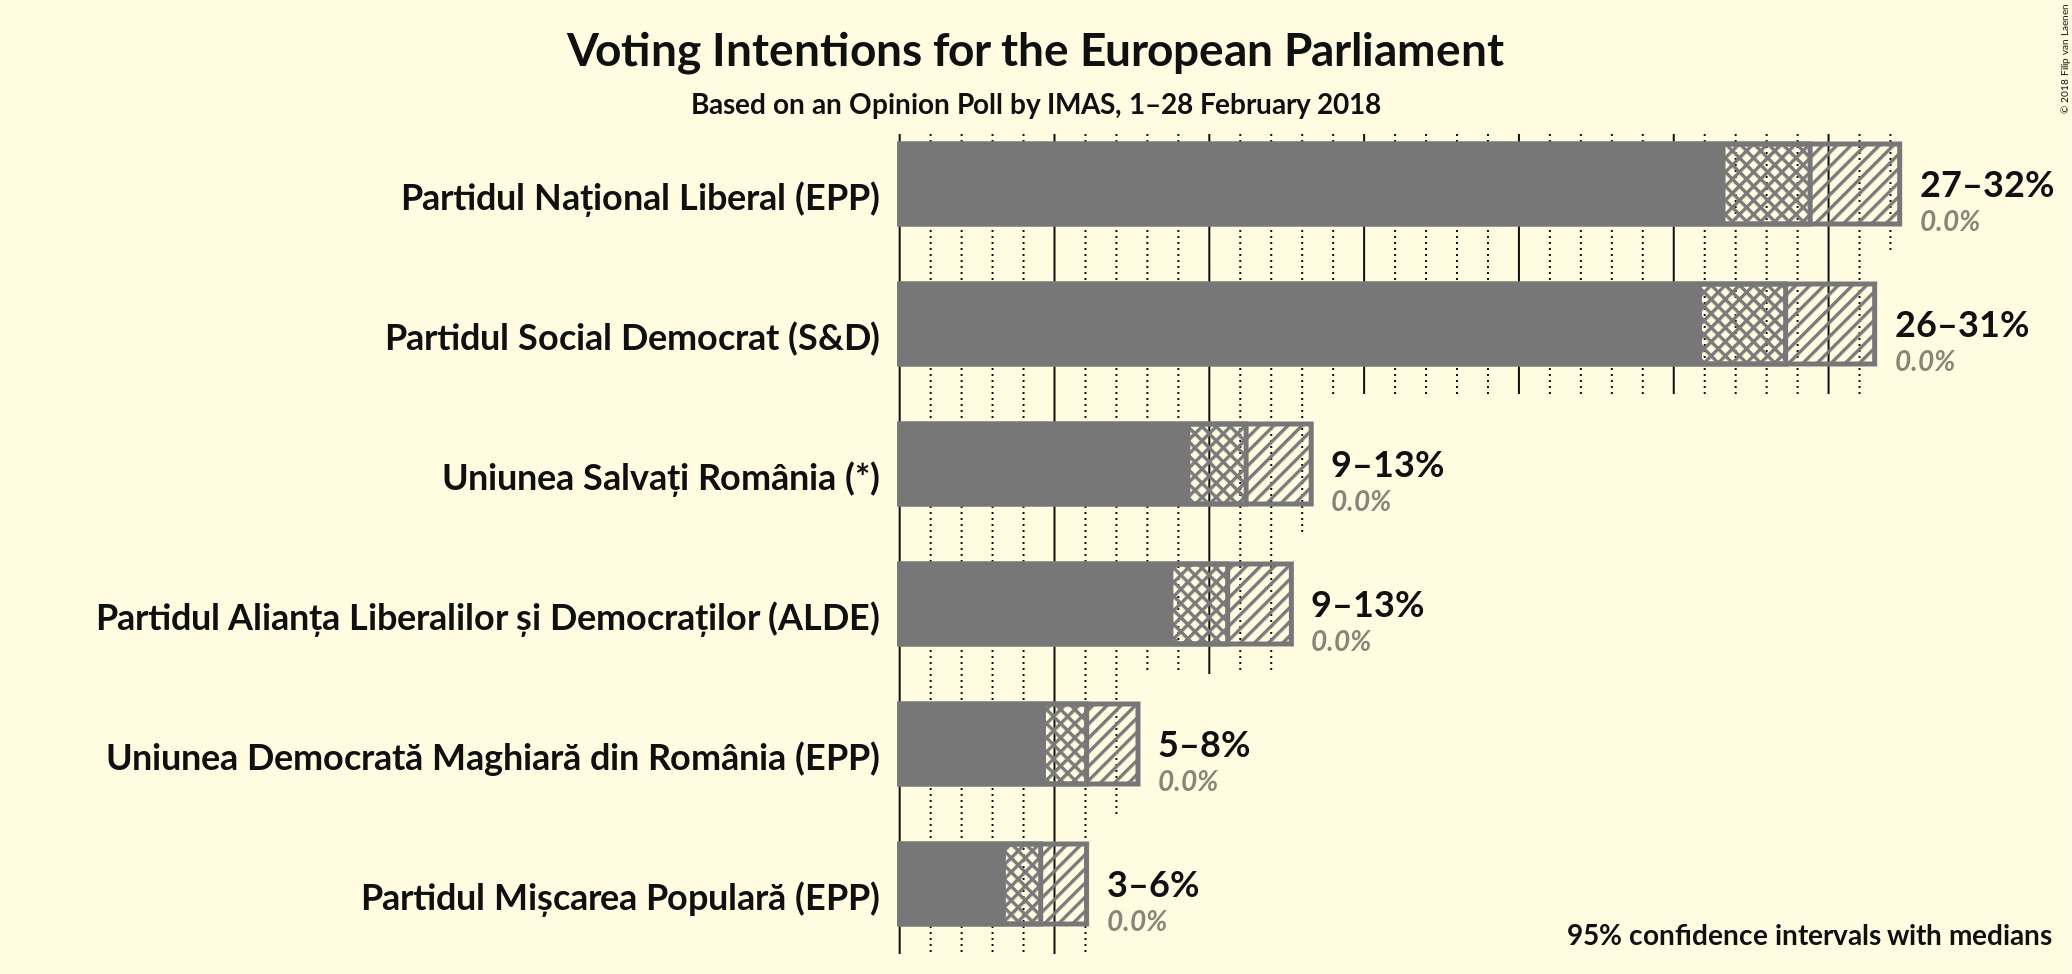 Voting Intentions for the European Parliament
Based on an Opinion Poll by IMAS, 1–28 February 2018
© 2018 Filip van Laenen
Partidul Național Liberal (EPP)
27–32%
0.0%
Partidul Social Democrat (S&D)
26–31%
0.0%
Uniunea Salvați România (*)
9–13%
0.0%
Partidul Alianța Liberalilor și Democraților (ALDE)
9–13%
0.0%
Uniunea Democrată Maghiară din România (EPP)
5–8%
0.0%
Partidul Mișcarea Populară (EPP)
3–6%
0.0%
95% confidence intervals with medians